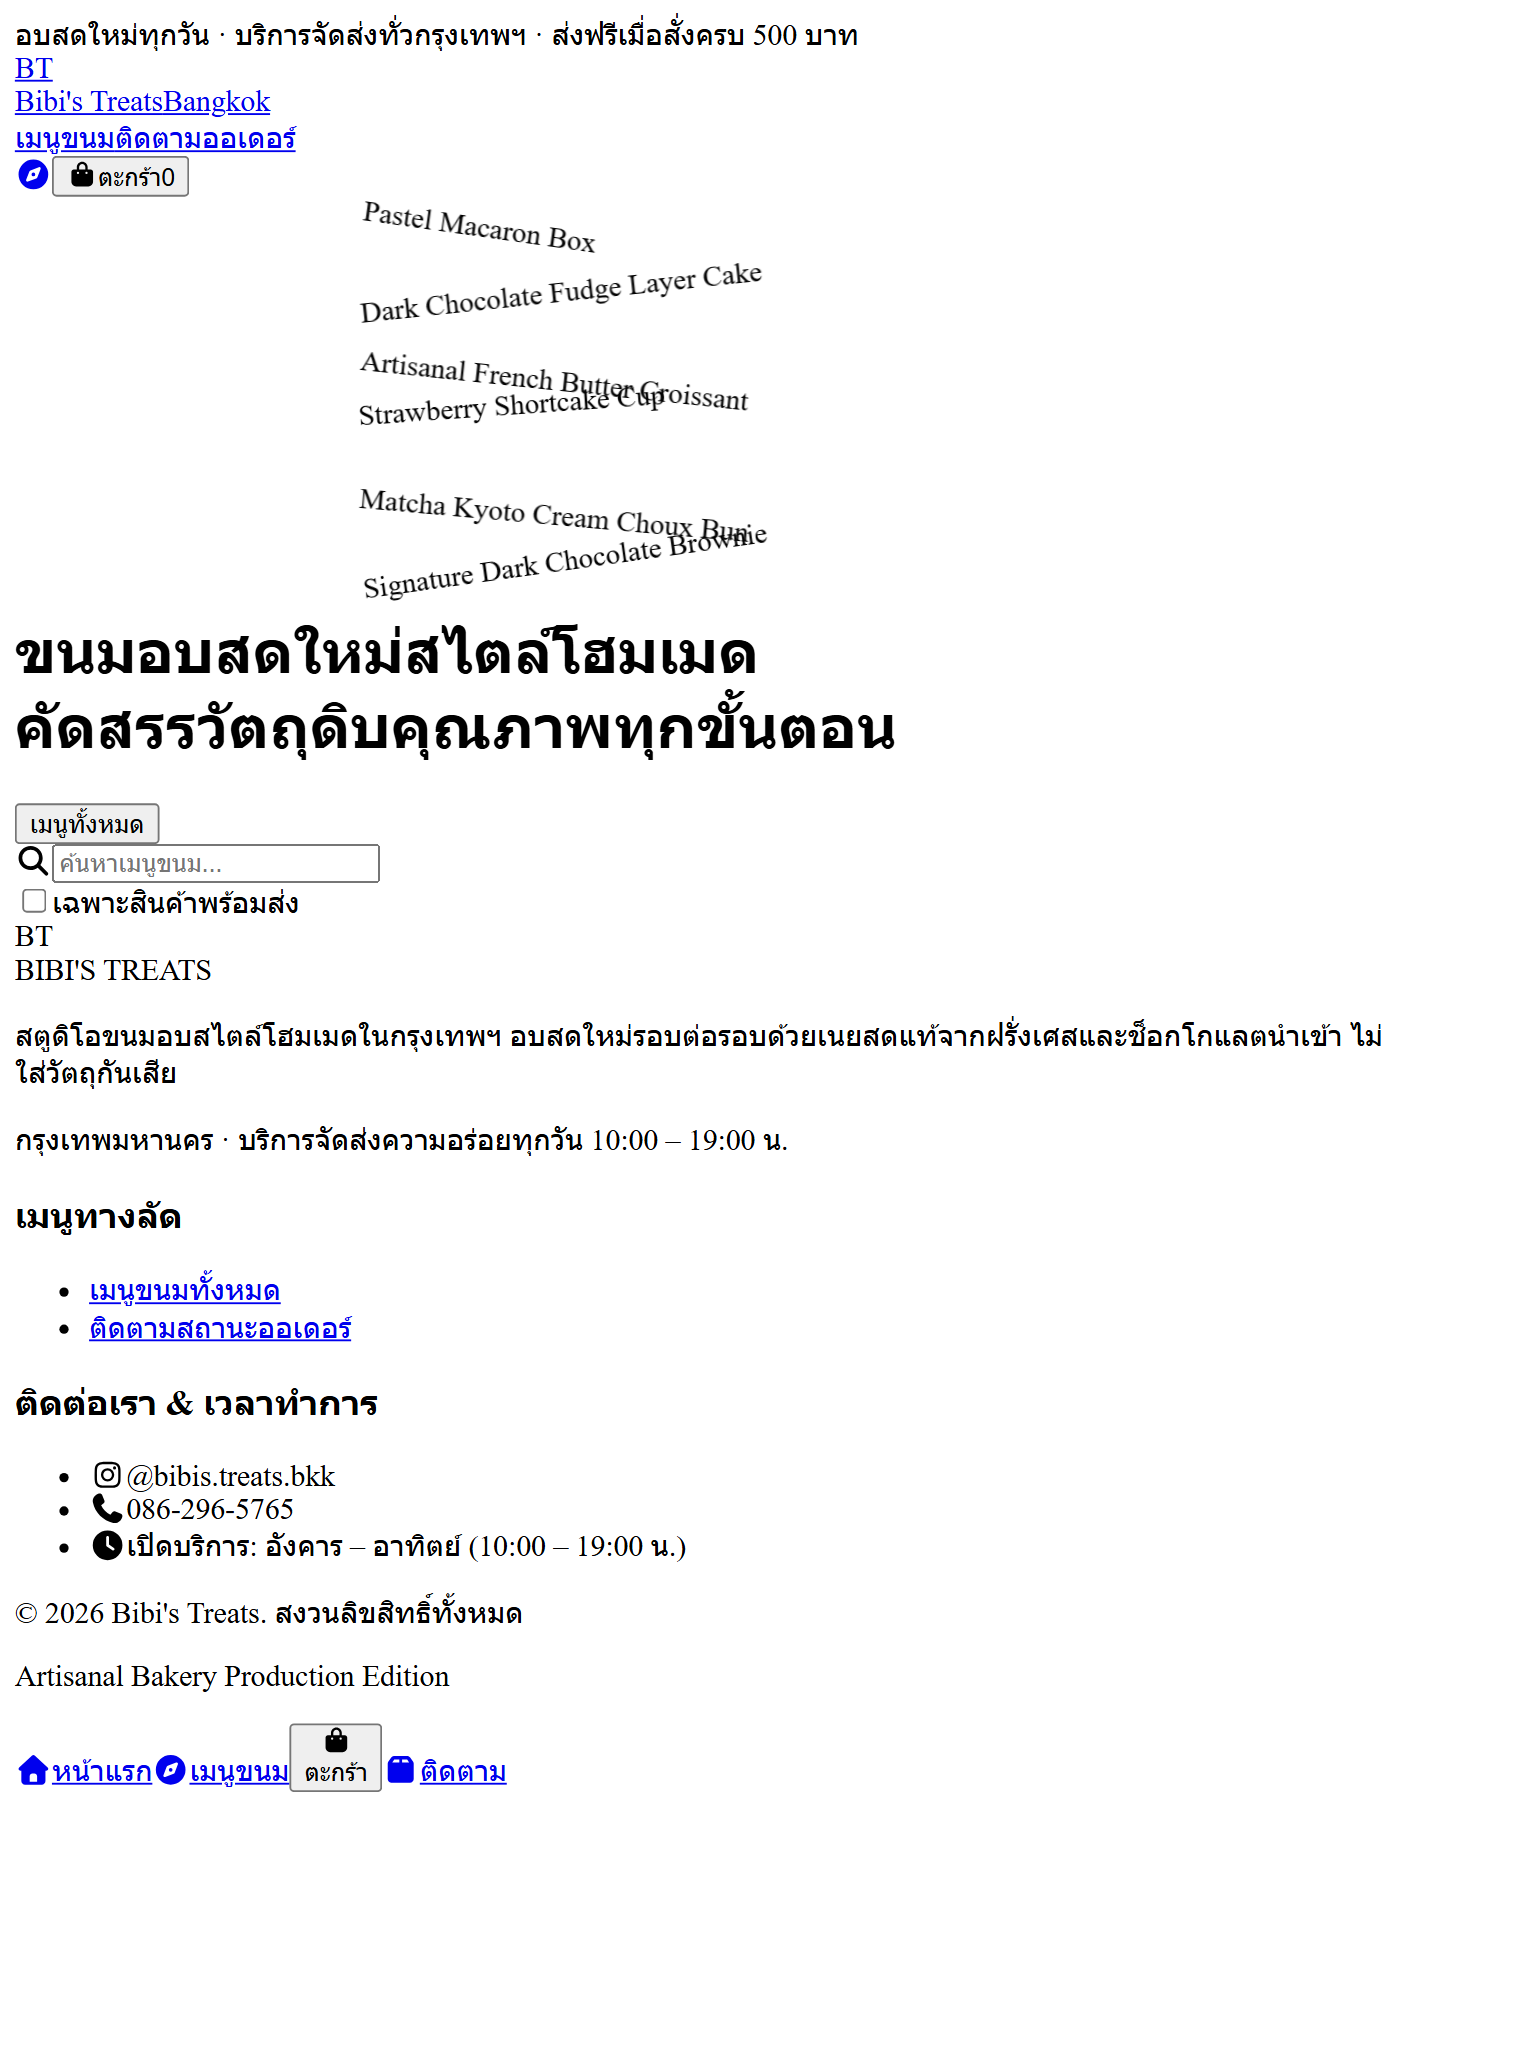 อบสดใหม่ทุกวัน · บริการจัดส่งทั่วกรุงเทพฯ · ส่งฟรีเมื่อสั่งครบ 500 บาท
BT
Bibi's TreatsBangkok
เมนูขนมติดตามออเดอร์
ตะกร้า0
Pastel Macaron Box
Dark Chocolate Fudge Layer Cake
Artisanal French Butter Croissant
Strawberry Shortcake Cup
Matcha Kyoto Cream Choux Bun
Signature Dark Chocolate Brownie
ขนมอบสดใหม่สไตล์โฮมเมด
คัดสรรวัตถุดิบคุณภาพทุกขั้นตอน
เมนูทั้งหมด
ค้นหาเมนูขนม...
เฉพาะสินค้าพร้อมส่ง
BT
BIBI'S TREATS
สตูดิโอขนมอบสไตล์โฮมเมดในกรุงเทพฯ อบสดใหม่รอบต่อรอบด้วยเนยสดแท้จากฝรั่งเศสและช็อกโกแลตนำเข้า ไม่
ใส่วัตถุกันเสีย
กรุงเทพมหานคร · บริการจัดส่งความอร่อยทุกวัน 10:00 – 19:00 น.
เมนูทางลัด
เมนูขนมทั้งหมด
ติดตามสถานะออเดอร์
ติดต่อเรา & เวลาทำการ
@bibis.treats.bkk
086-296-5765
เปิดบริการ: อังคาร – อาทิตย์ (10:00 – 19:00 น.)
© 2026 Bibi's Treats. สงวนลิขสิทธิ์ทั้งหมด
Artisanal Bakery Production Edition
หน้าแรก เมนูขนม ตะกร้า ติดตาม